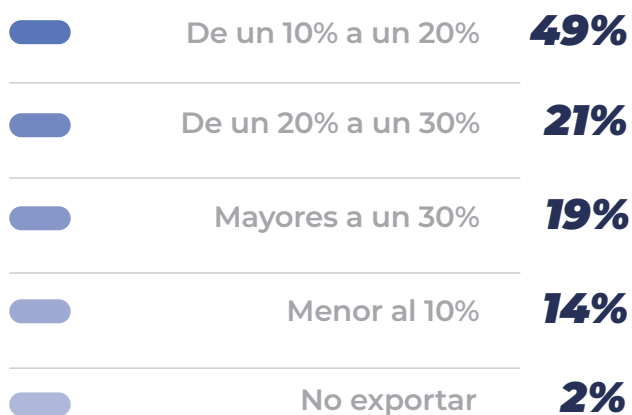 De un 10% a un 20% 49%
De un 20% a un 30% 21%
Mayores a un 30% 19%
Menor al 10% 14%
No exportar 2%